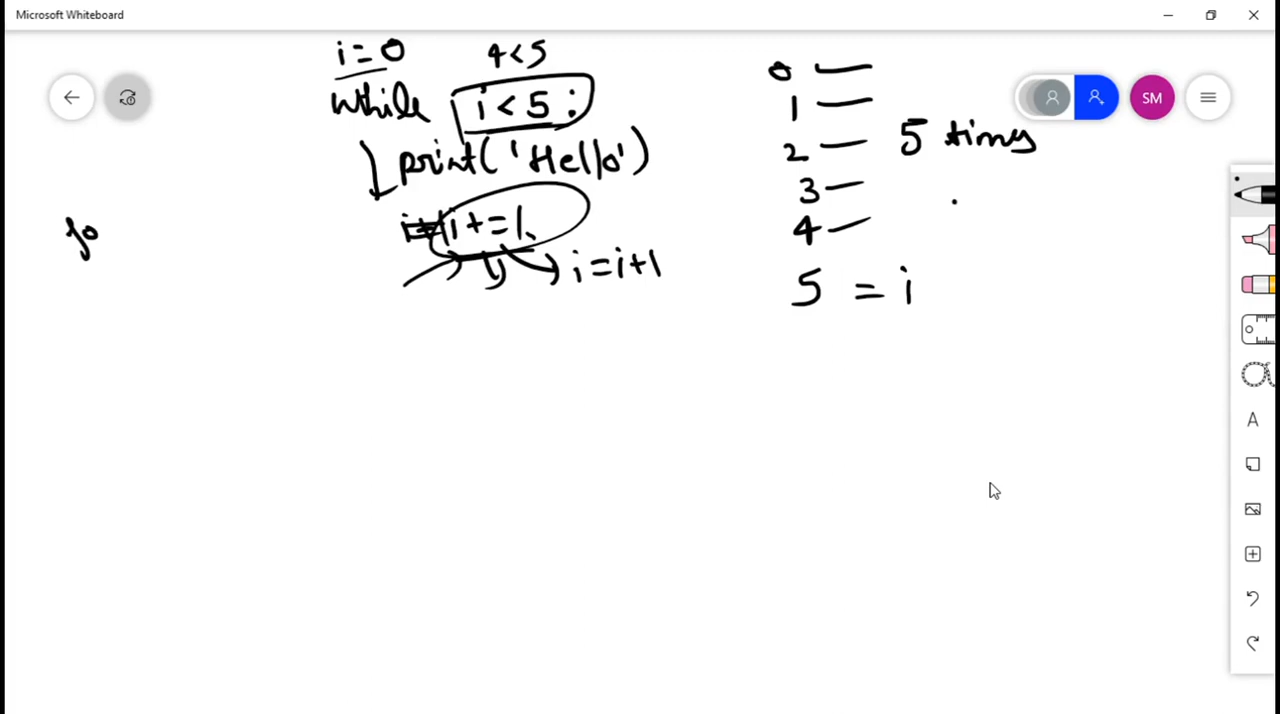 Microsoft Whiteboard
i = 0
4 < 5
while i < 5 :
print('Hello')
i += 1
i = i+1
fo
0
1
2
3
4
5 = i
5 times
SM
A